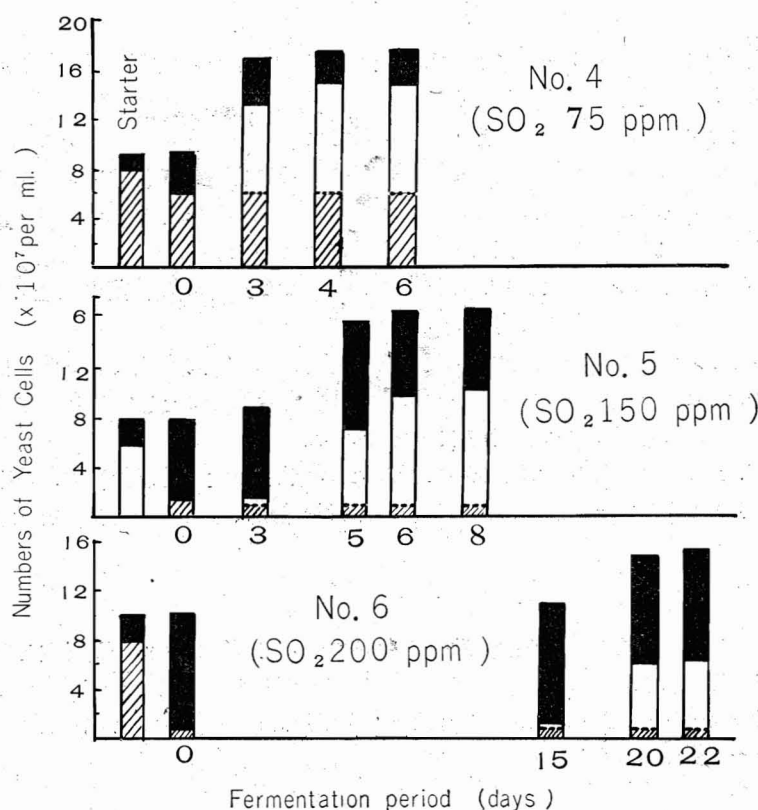 Numbers of Yeast Cells (x 10⁷ per ml.)
20
16
12
8
4
Starter
No. 4
(SO₂ 75 ppm)
0 3 4 6
6
12
8
4
No. 5
(SO₂ 150 ppm)
0 3 5 6 8
16
12
8
4
No. 6
(SO₂ 200 ppm)
0 15 20 22
Fermentation period (days)